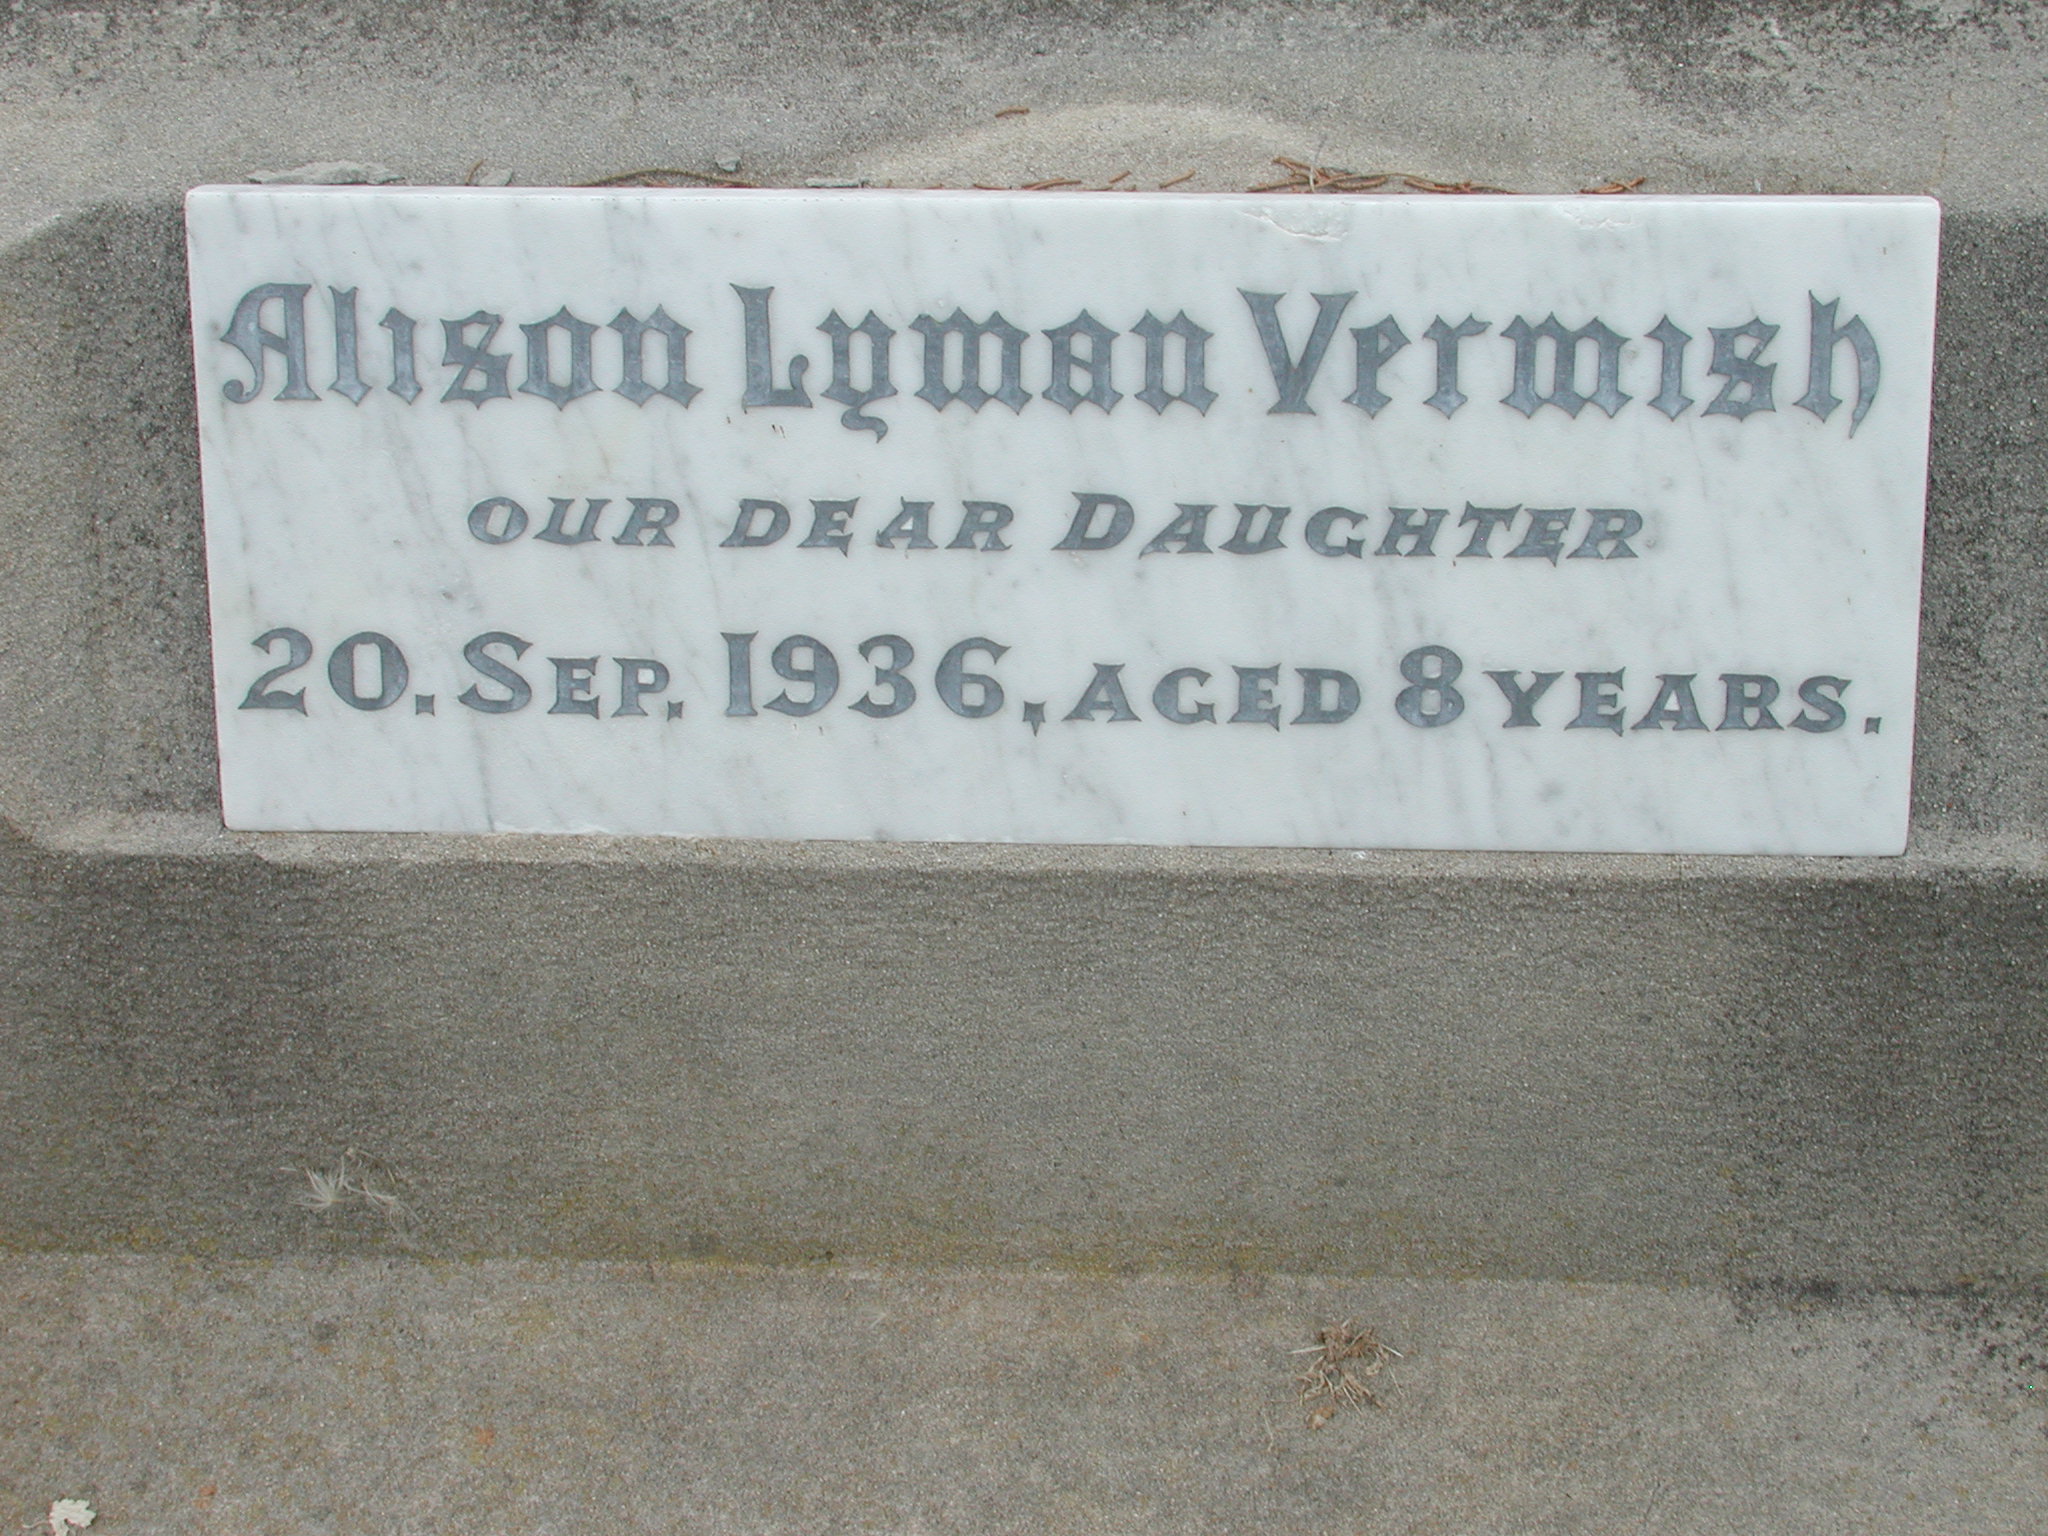 Alison Lyman Vermish
OUR DEAR DAUGHTER
20. SEP. 1936, AGED 8 YEARS.